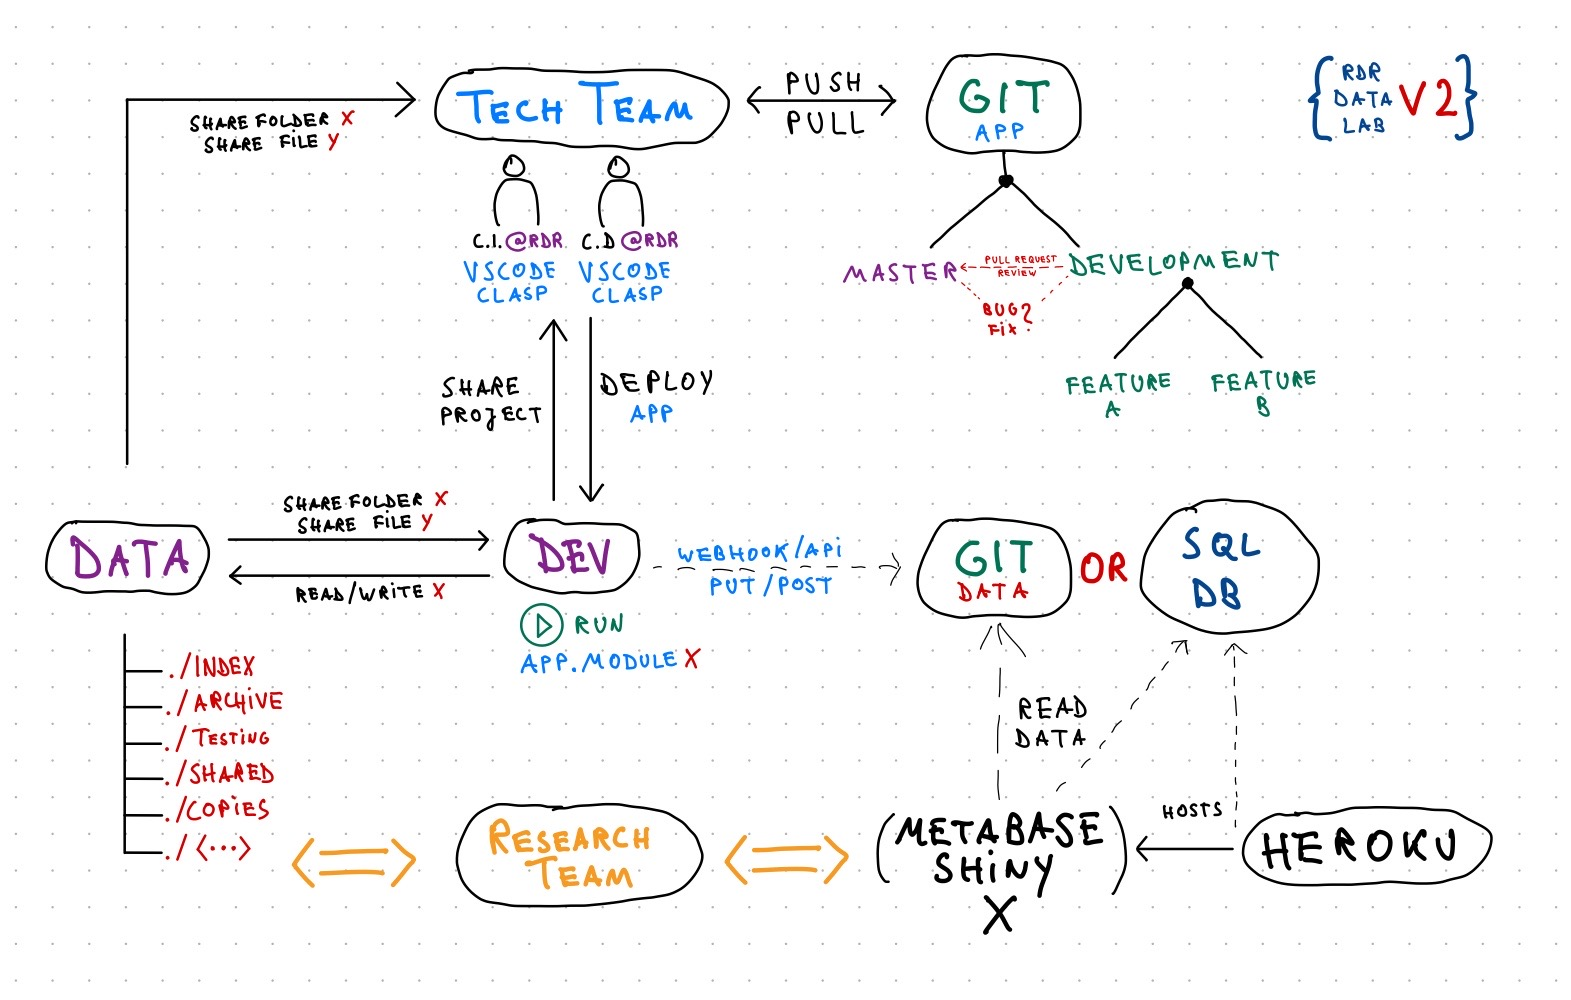 TECH TEAM
PUSH
PULL
GIT
APP
RDR
DATA
LAB
V2
SHARE FOLDER X
SHARE FILE Y
C.I.@RDR
VSCODE
CLASP
C.D @RDR
VSCODE
CLASP
MASTER
PULL REQUEST
REVIEW
DEVELOPMENT
BUG?
FIX
FEATURE
A
FEATURE
B
SHARE
PROJECT
DEPLOY
APP
DATA
SHARE FOLDER X
SHARE FILE Y
READ/WRITE X
DEV
RUN
APP.MODULE X
WEBHOOK/API
PUT/POST
GIT
DATA
OR
SQL
DB
./INDEX
./ARCHIVE
./TESTING
./SHARED
./COPIES
./<...>
READ
DATA
RESEARCH
TEAM
(METABASE
SHINY
X)
HOSTS
HEROKU